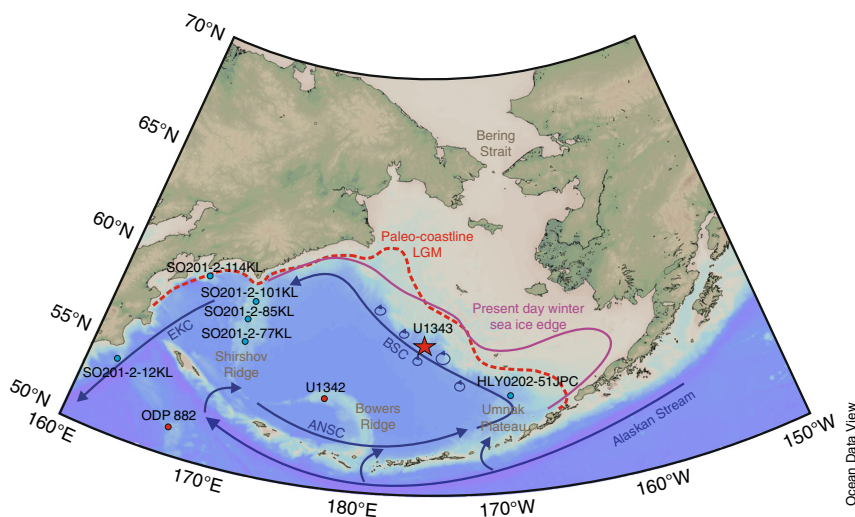 70°N
65°N
60°N
55°N
50°N
160°E
170°E
180°E
170°W
160°W
150°W
Bering
Strait
Paleo-coastline
LGM
Present day winter
sea ice edge
SO201-2-114KL
SO201-2-101KL
SO201-2-85KL
SO201-2-77KL
SO201-2-12KL
EKC
Shirshov
Ridge
U1343
BSC
HLY0202-51JPC
U1342
Bowers
Ridge
Umnak
Plateau
ANSC
ODP 882
Alaskan Stream
Ocean Data View